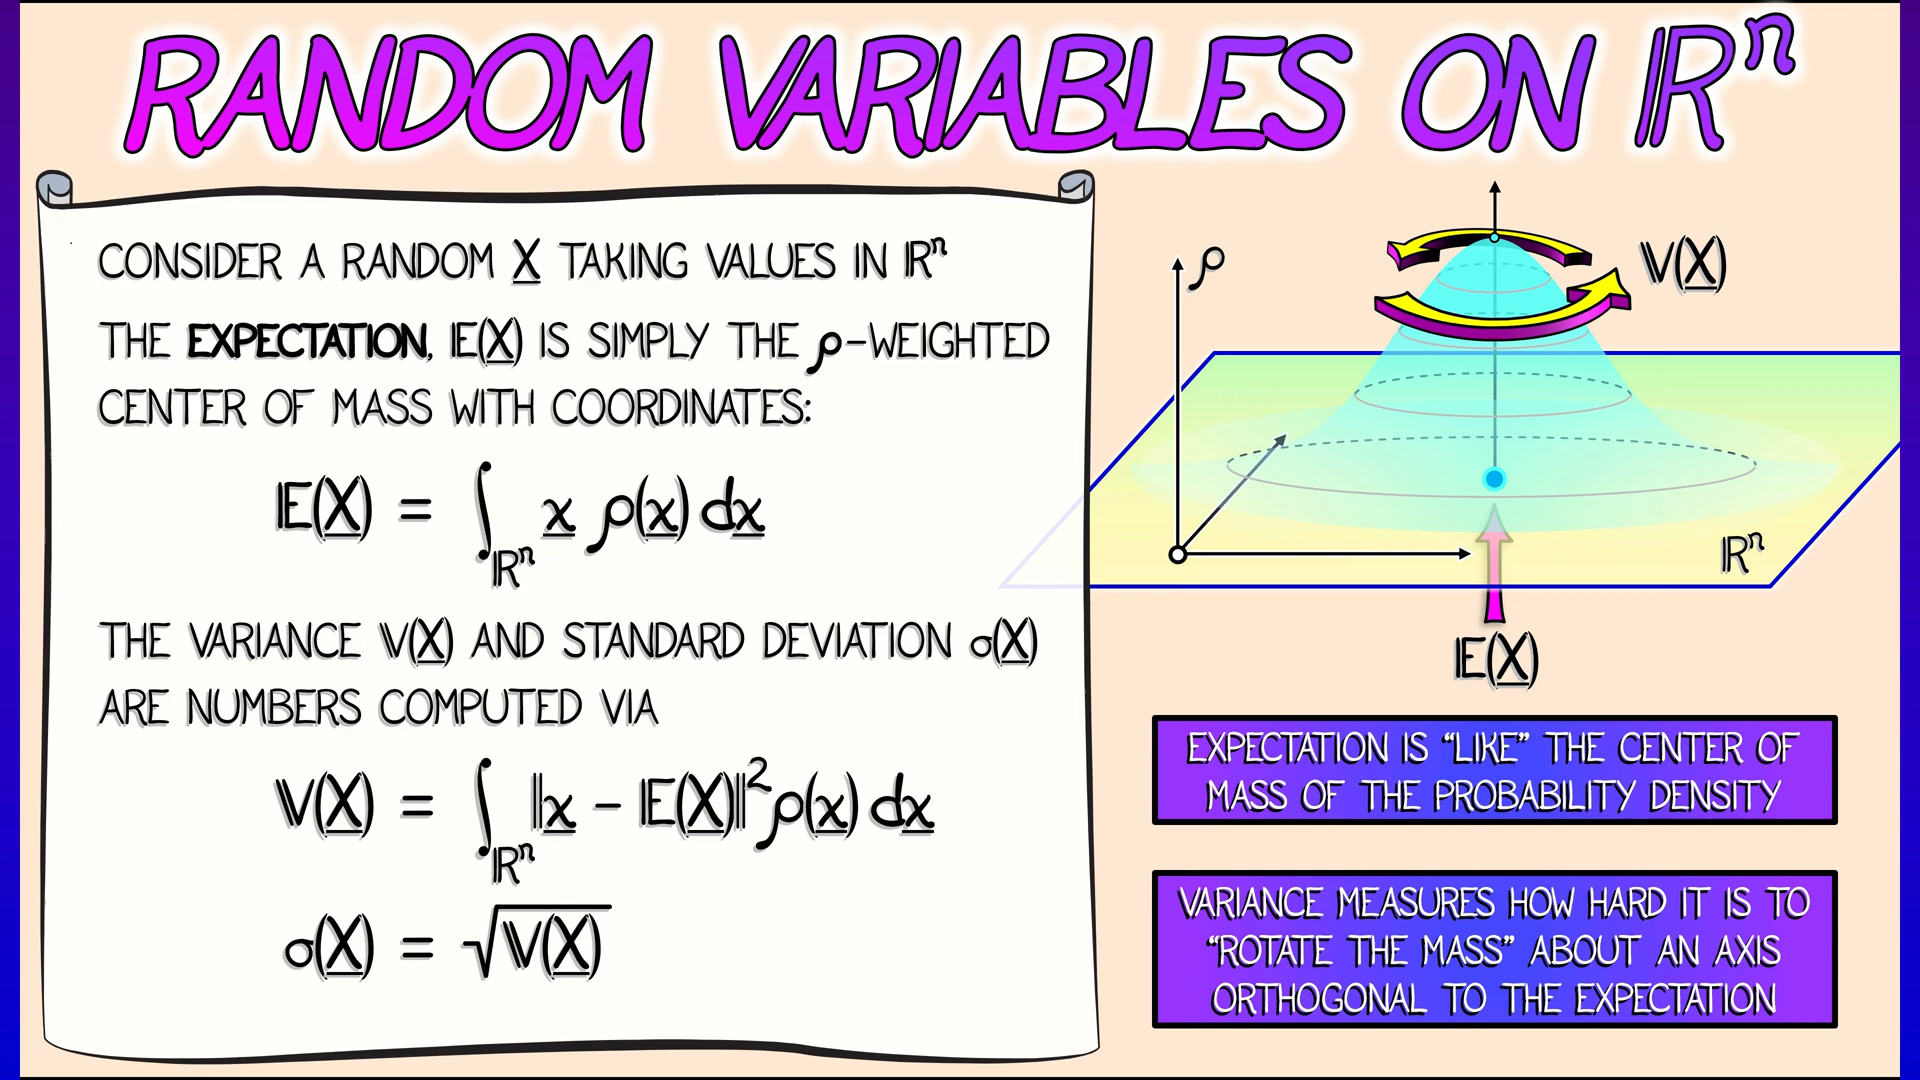 RANDOM VARIABLES ON ℝⁿ
CONSIDER A RANDOM X̲ TAKING VALUES IN ℝⁿ
THE EXPECTATION, 𝔼(X̲) IS SIMPLY THE ρ-WEIGHTED
CENTER OF MASS WITH COORDINATES:
𝔼(X̲) = ∫_ℝⁿ x̲ ρ(x̲) dx̲
THE VARIANCE 𝕍(X̲) AND STANDARD DEVIATION σ(X̲)
ARE NUMBERS COMPUTED VIA
𝕍(X̲) = ∫_ℝⁿ ‖x̲ − 𝔼(X̲)‖² ρ(x̲) dx̲
σ(X̲) = √𝕍(X̲)
ρ
𝕍(X̲)
ℝⁿ
𝔼(X̲)
EXPECTATION IS “LIKE” THE CENTER OF
MASS OF THE PROBABILITY DENSITY
VARIANCE MEASURES HOW HARD IT IS TO
“ROTATE THE MASS” ABOUT AN AXIS
ORTHOGONAL TO THE EXPECTATION